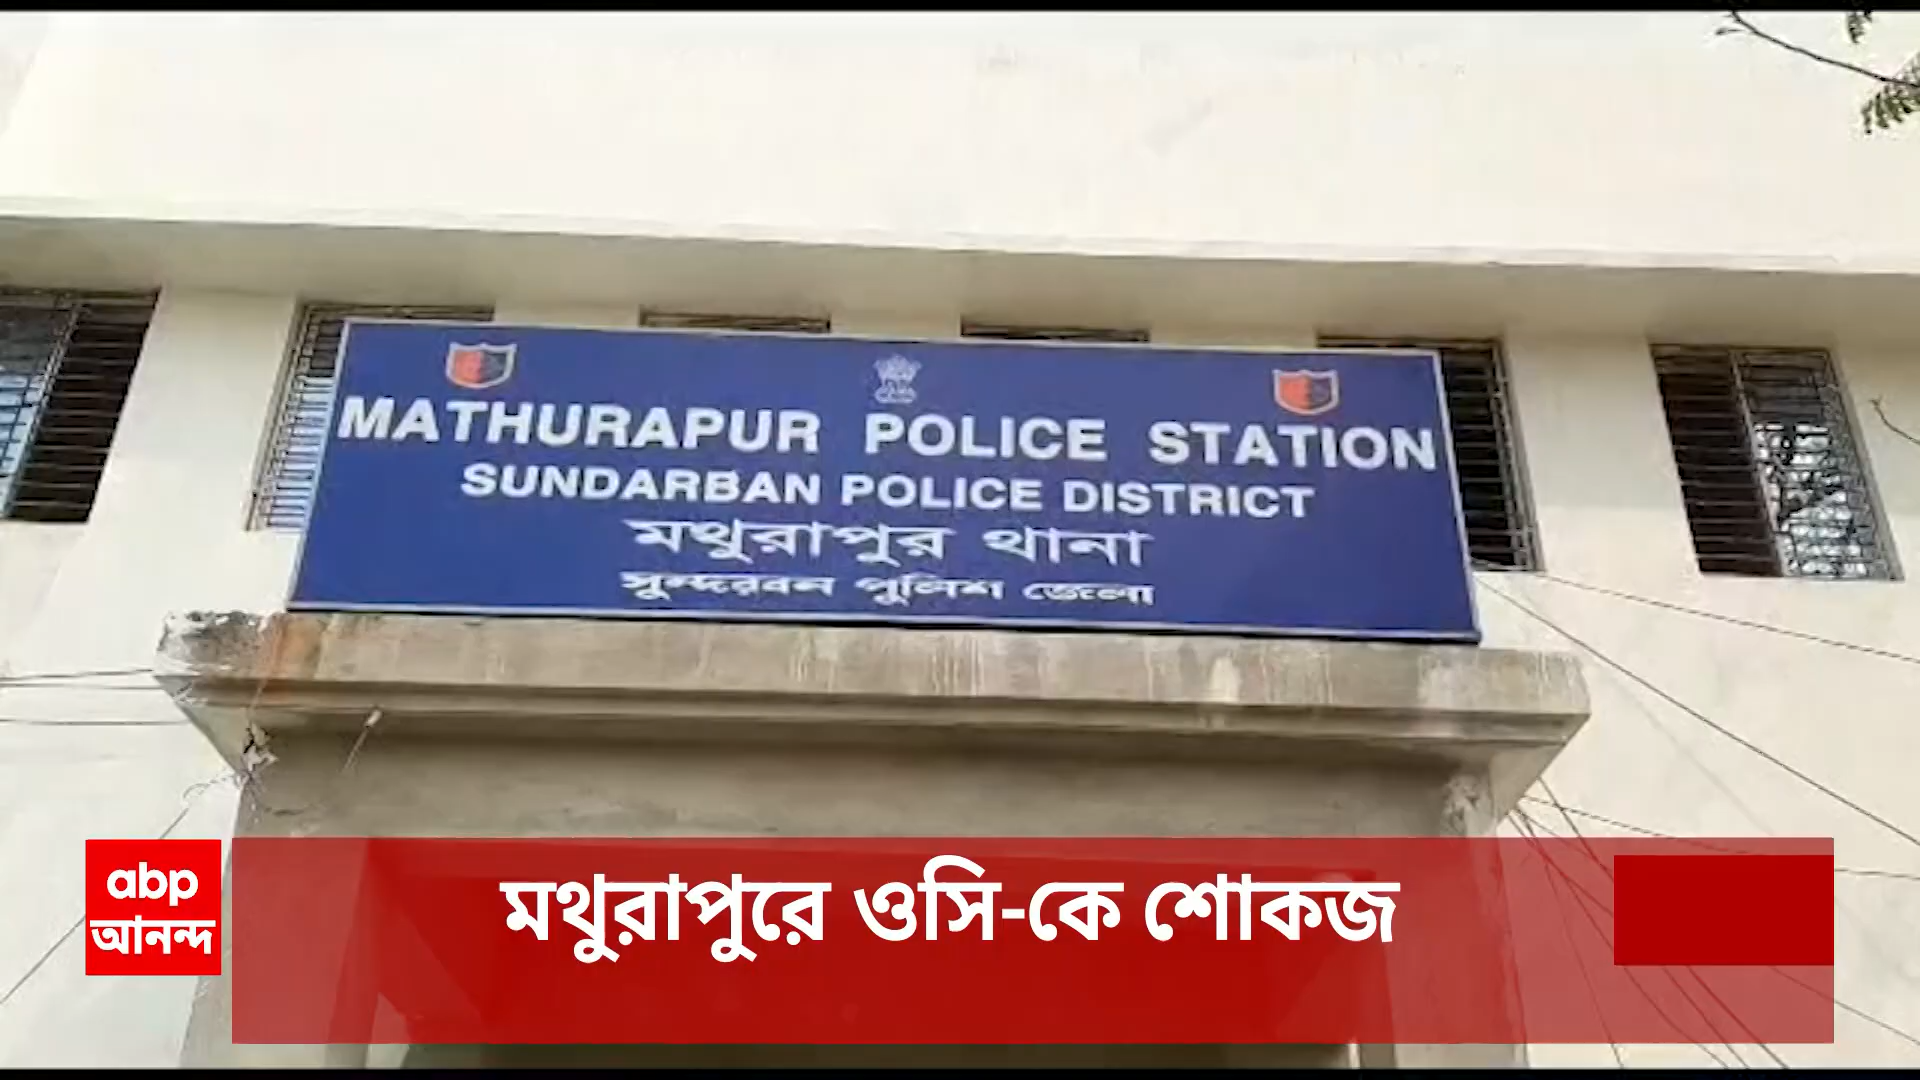 MATHURAPUR POLICE STATION
SUNDARBAN POLICE DISTRICT
মথুরাপুর থানা
সুন্দরবন পুলিশ জেলা
abp
আনন্দ
মথুরাপুরে ওসি-কে শোকজ